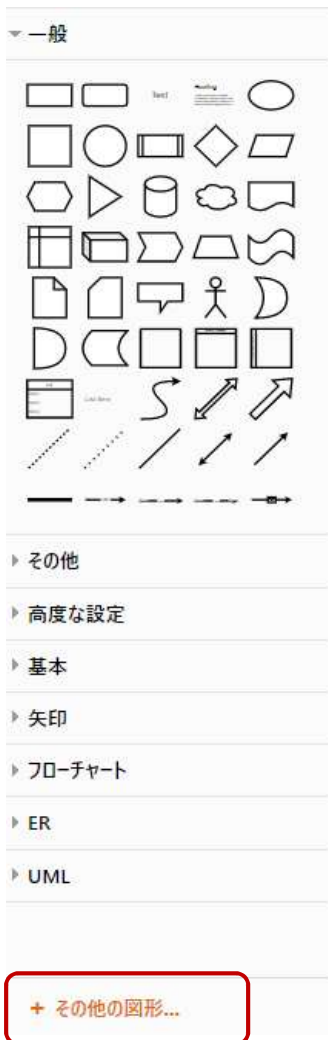 一般
Text
Heading
その他
高度な設定
基本
矢印
フローチャート
ER
UML
+ その他の図形...